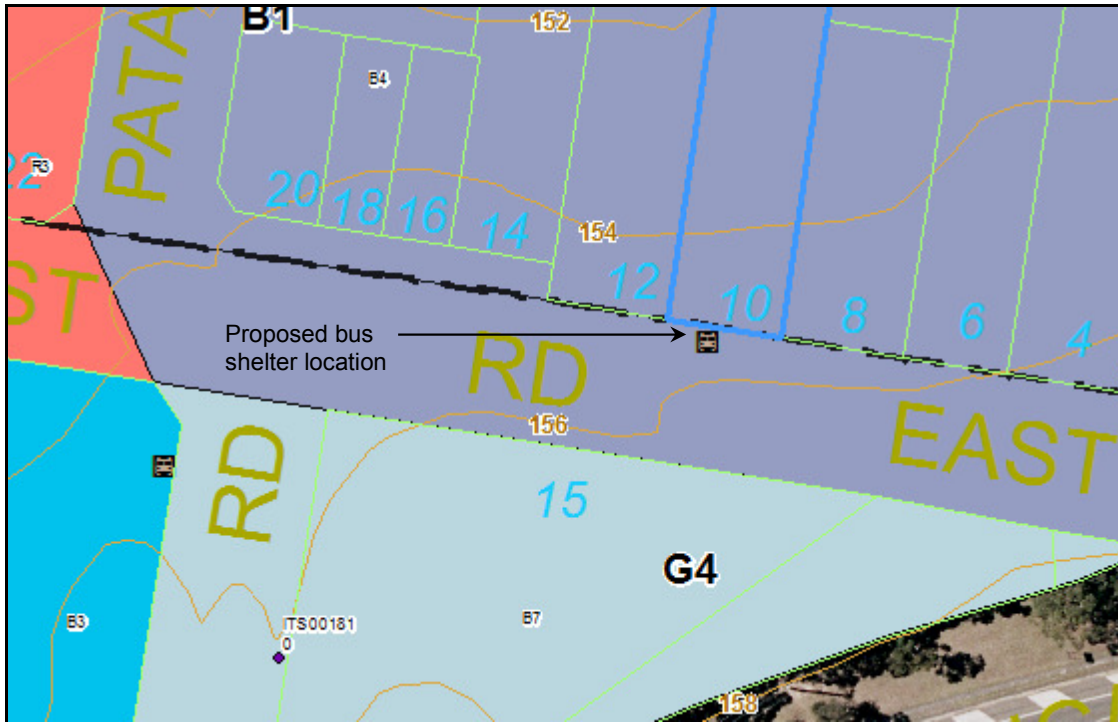 B1
152
PATA
B4
22
R3
20
18
16
14
154
ST
12
10
8
6
4
Proposed bus
shelter location
RD
156
EAST
RD
15
G4
ITS00181
0
B3
B7
158